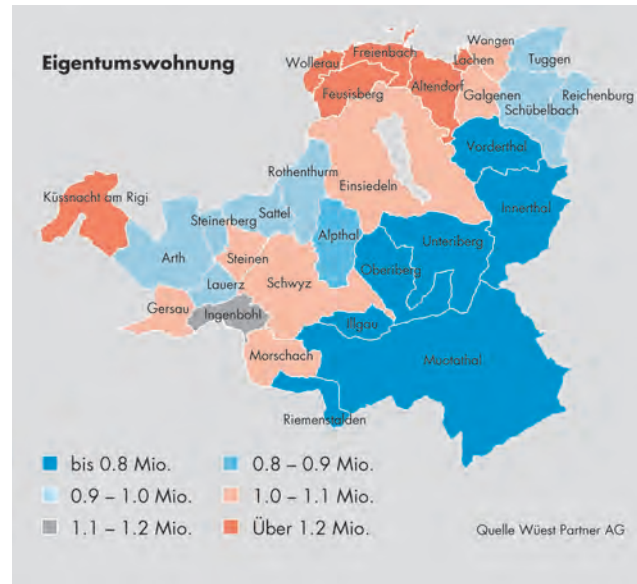 Eigentumswohnung
Wangen
Freienbach
Wollerau
Lachen
Tuggen
Feusisberg
Altendorf
Galgenen
Reichenburg
Schübelbach
Vorderthal
Rothenthurm
Einsiedeln
Innerthal
Küssnacht am Rigi
Sattel
Steinerberg
Alpthal
Unteriberg
Arth
Steinen
Oberiberg
Lauerz
Schwyz
Gersau
Ingenbohl
Illgau
Morschach
Muotathal
Riemenstalden
bis 0.8 Mio.
0.8 – 0.9 Mio.
0.9 – 1.0 Mio.
1.0 – 1.1 Mio.
1.1 – 1.2 Mio.
Über 1.2 Mio.
Quelle Wüest Partner AG